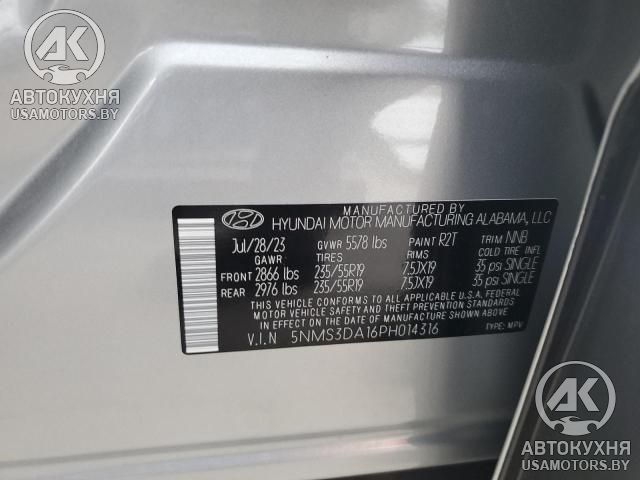 АК
АВТОКУХНЯ
USAMOTORS.BY
MANUFACTURED BY
HYUNDAI MOTOR MANUFACTURING ALABAMA, LLC
Jul/28/23 GVWR 5578 lbs PAINT R2T TRIM NNB
GAWR TIRES RIMS COLD TIRE INFL
FRONT 2866 lbs 235/55R19 7.5JX19 35 psi SINGLE
REAR 2976 lbs 235/55R19 7.5JX19 35 psi SINGLE
THIS VEHICLE CONFORMS TO ALL APPLICABLE U.S.A. FEDERAL
MOTOR VEHICLE SAFETY, AND THEFT PREVENTION STANDARDS
IN EFFECT ON THE DATE OF MANUFACTURE SHOWN ABOVE.
V.I.N 5NMS3DA16PH014316 TYPE: MPV
АК
АВТОКУХНЯ
USAMOTORS.BY